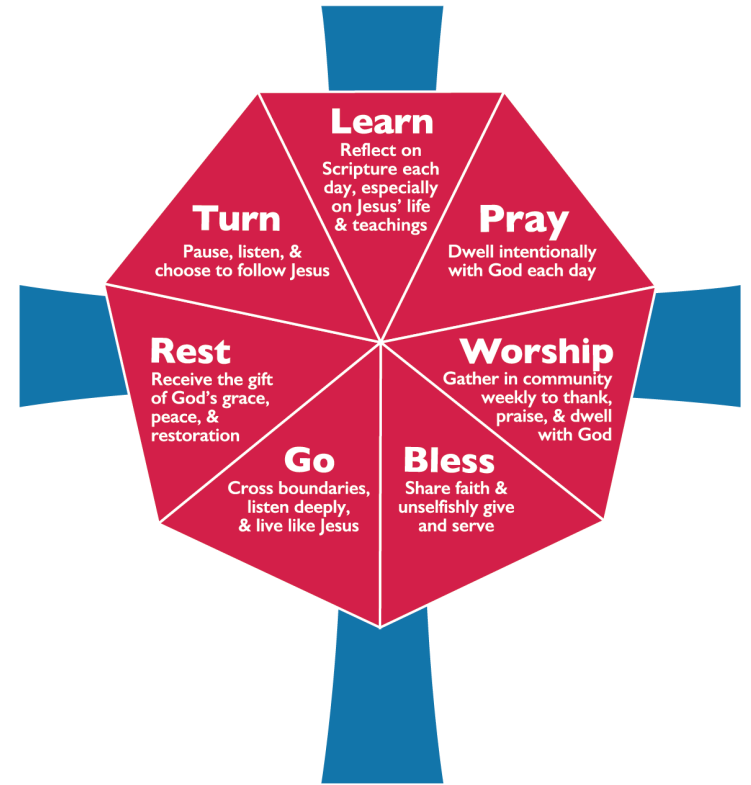 Learn
Reflect on
Scripture each
day, especially
on Jesus’ life
& teachings
Pray
Dwell intentionally
with God each day
Worship
Gather in community
weekly to thank,
praise, & dwell
with God
Bless
Share faith &
unselfishly give
and serve
Go
Cross boundaries,
listen deeply,
& live like Jesus
Rest
Receive the gift
of God’s grace,
peace, &
restoration
Turn
Pause, listen, &
choose to follow Jesus